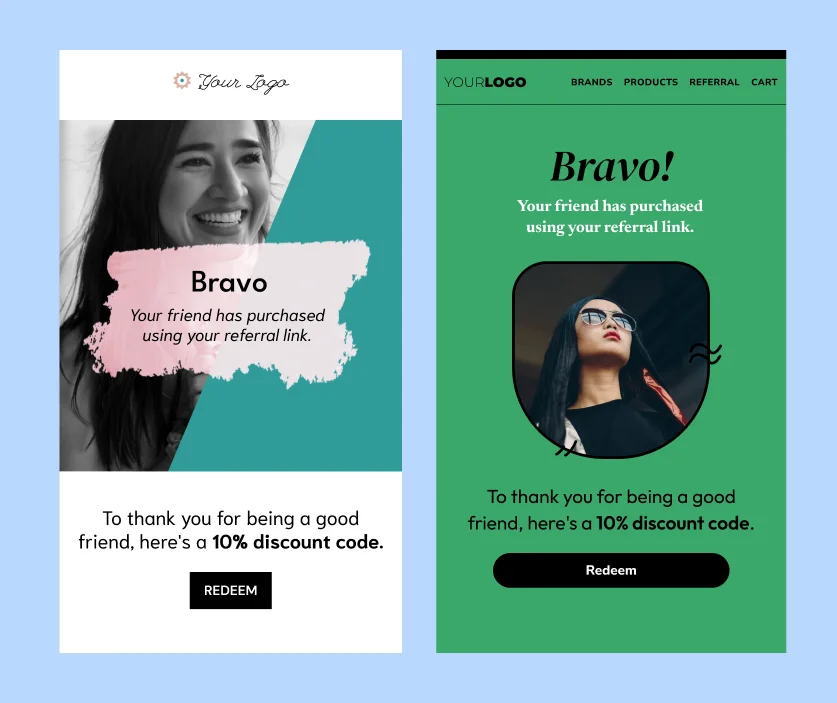 Your Logo
Bravo
Your friend has purchased
using your referral link.
To thank you for being a good
friend, here's a 10% discount code.
REDEEM
YOURLOGO
BRANDS PRODUCTS REFERRAL CART
Bravo!
Your friend has purchased
using your referral link.
To thank you for being a good
friend, here's a 10% discount code.
Redeem